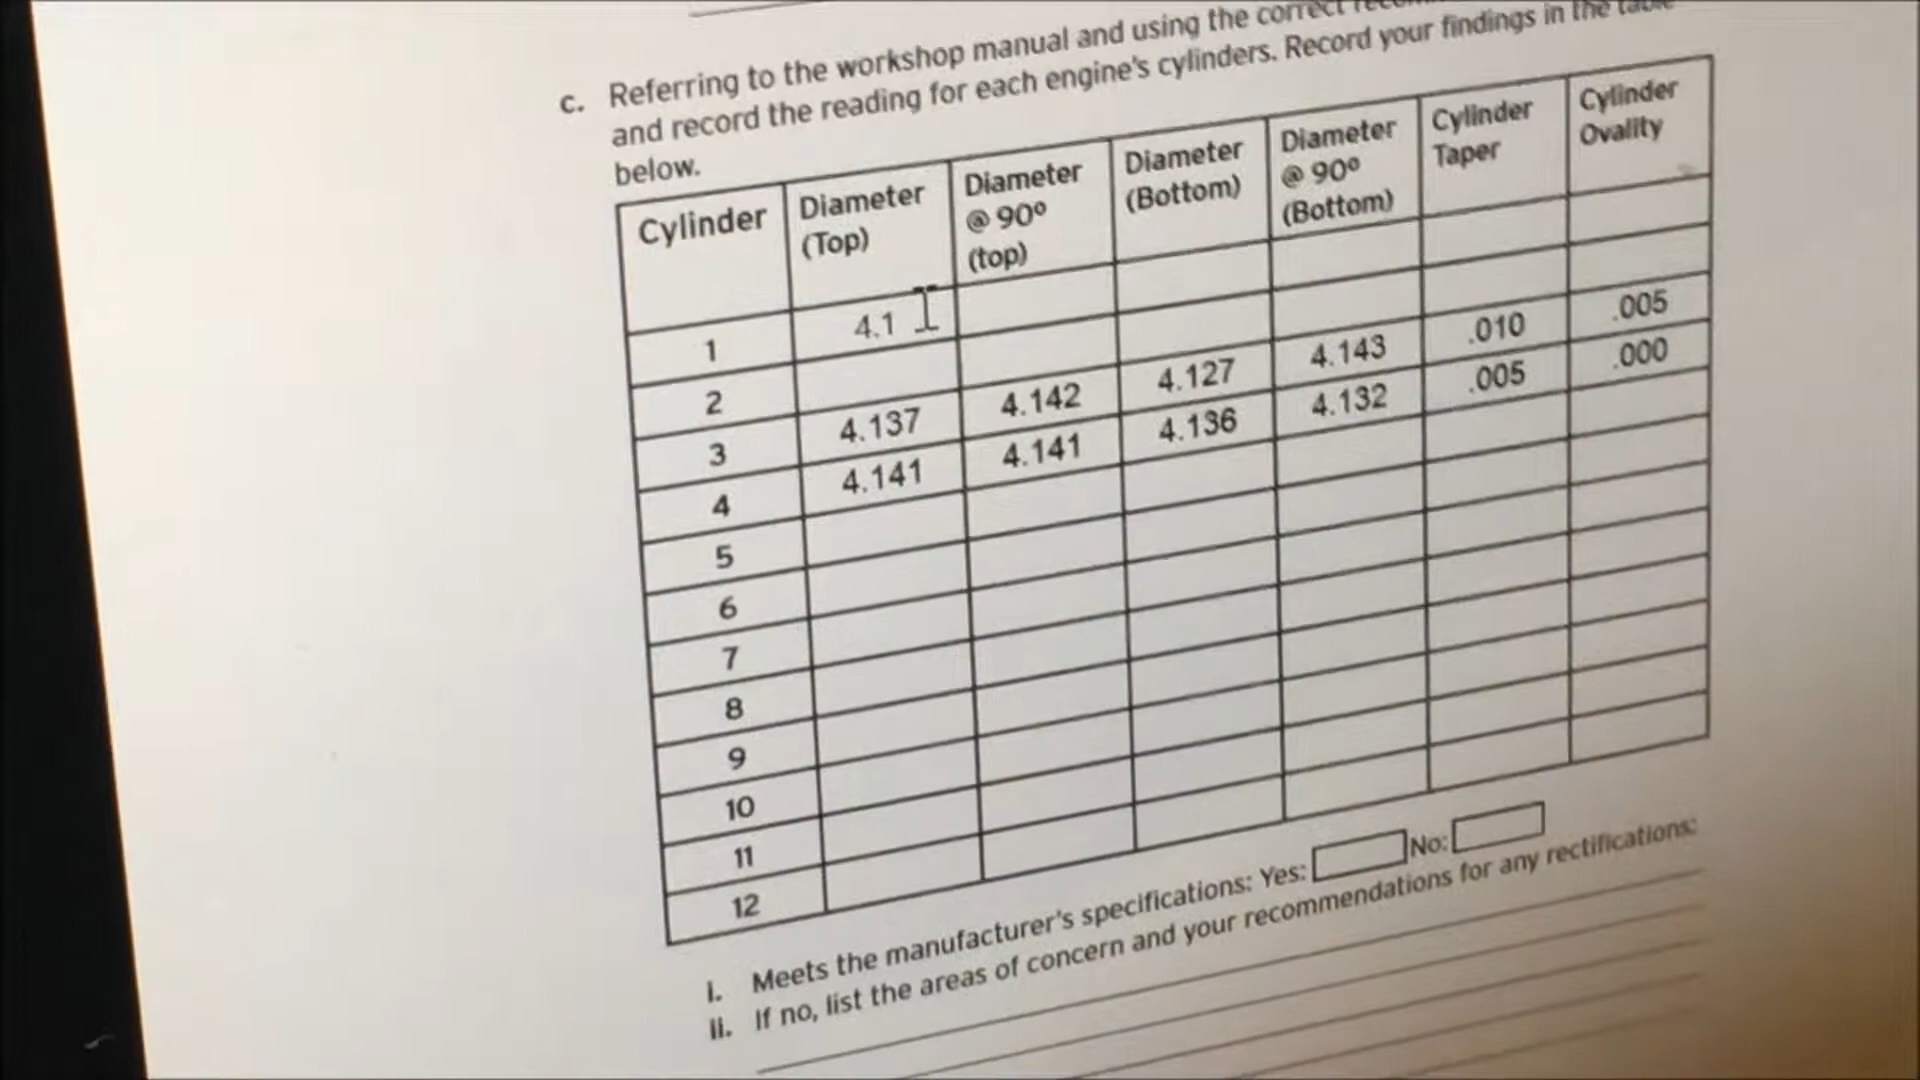 c. Referring to the workshop manual and using the correct
and record the reading for each engine's cylinders. Record your findings in the table
below.
Cylinder Diameter (Top) Diameter @ 90º (top) Diameter (Bottom) Diameter @ 90º (Bottom) Cylinder Taper Cylinder Ovality
1 4.1
2
3 4.137 4.142 4.127 4.143 .010 .005
4 4.141 4.141 4.136 4.132 .005 .000
5
6
7
8
9
10
11
12
i. Meets the manufacturer's specifications: Yes: No:
ii. If no, list the areas of concern and your recommendations for any rectifications: